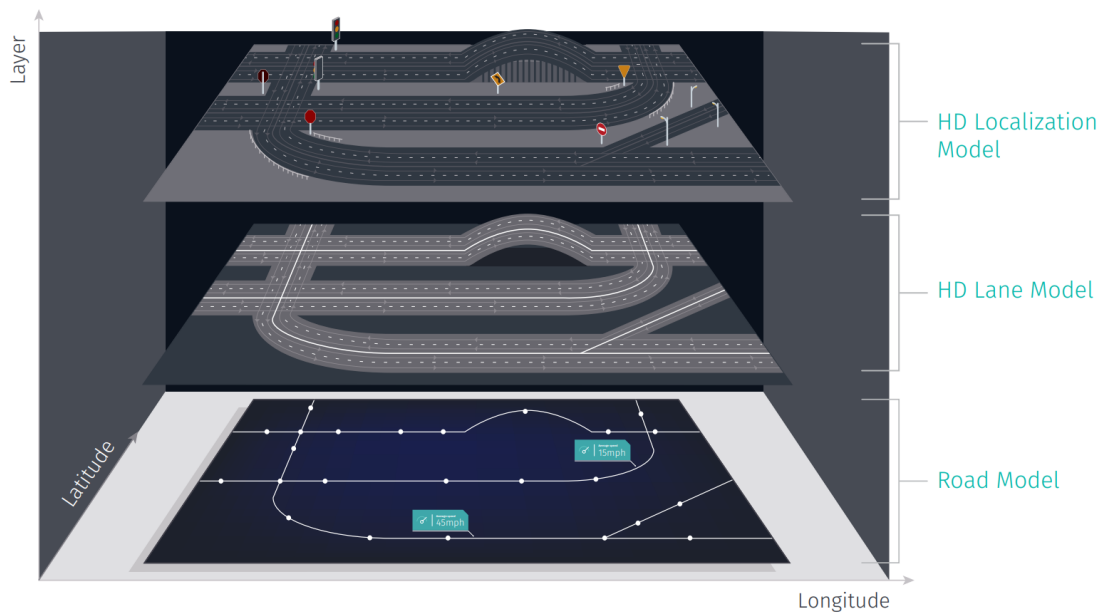 Layer
HD Localization
Model
HD Lane Model
15mph
Latitude
Road Model
45mph
Longitude